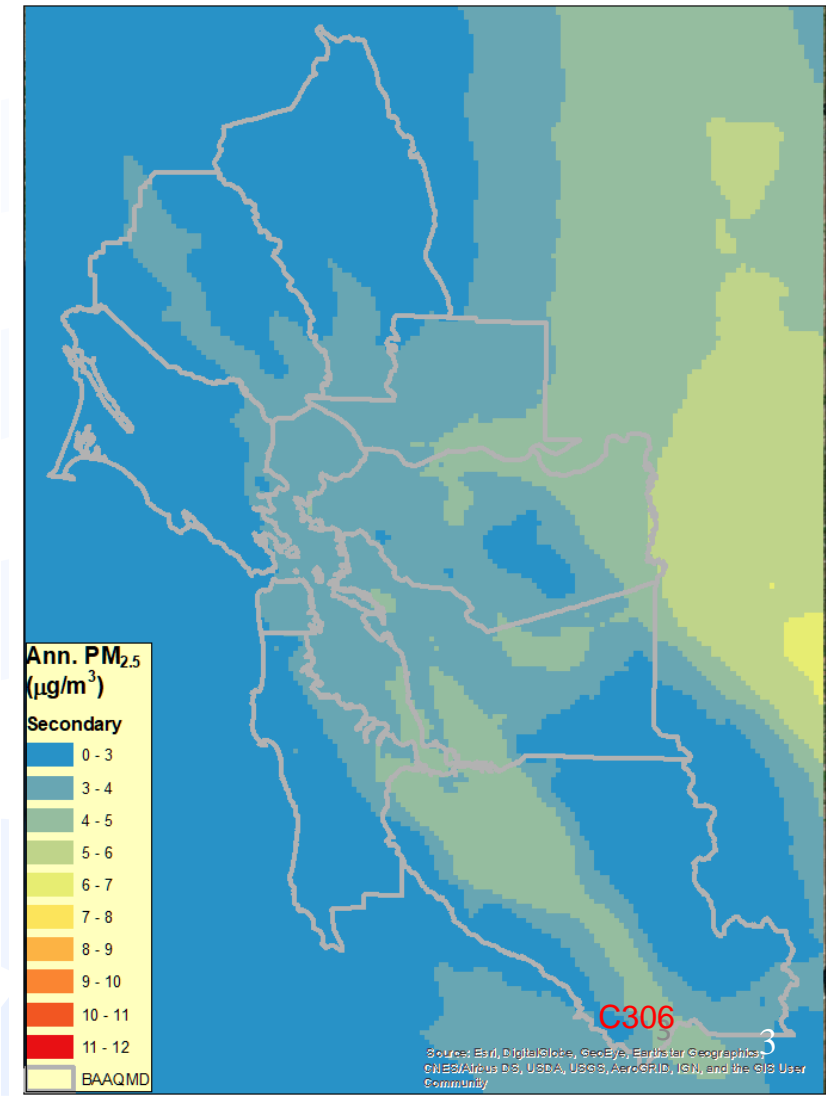 Ann. PM2.5
(μg/m3)
Secondary
0 - 3
3 - 4
4 - 5
5 - 6
6 - 7
7 - 8
8 - 9
9 - 10
10 - 11
11 - 12
BAAQMD
C306
3
3
Source: Esri, DigitalGlobe, GeoEye, Earthstar Geographics,
CNES/Airbus DS, USDA, USGS, AeroGRID, IGN, and the GIS User
Community